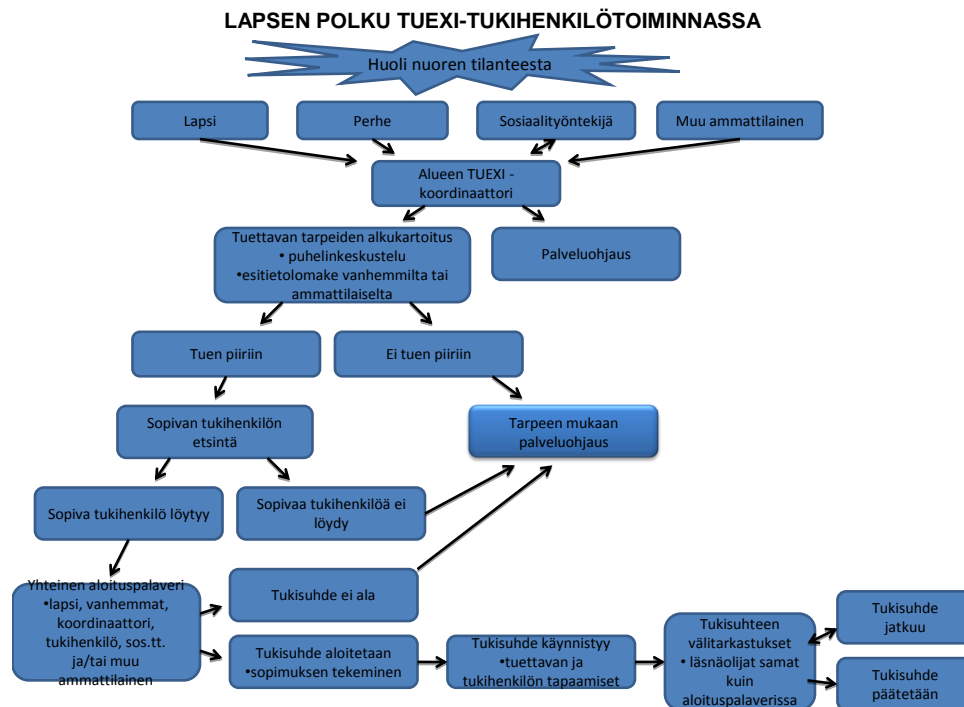 LAPSEN POLKU TUEXI-TUKIHENKILÖTOIMINNASSA
Huoli nuoren tilanteesta
Lapsi
Perhe
Sosiaalityöntekijä
Muu ammattilainen
Alueen TUEXI -
koordinaattori
Tuettavan tarpeiden alkukartoitus
• puhelinkeskustelu
•esitietolomake vanhemmilta tai
ammattilaiselta
Palveluohjaus
Tuen piiriin
Ei tuen piiriin
Sopivan tukihenkilön
etsintä
Tarpeen mukaan
palveluohjaus
Sopiva tukihenkilö löytyy
Sopivaa tukihenkilöä ei
löydy
Yhteinen aloituspalaveri
•lapsi, vanhemmat,
koordinaattori,
tukihenkilö, sos.tt.
ja/tai muu
ammattilainen
Tukisuhde ei ala
Tukisuhde aloitetaan
•sopimuksen tekeminen
Tukisuhde käynnistyy
•tuettavan ja
tukihenkilön tapaamiset
Tukisuhteen
välitarkastukset
• läsnäolijat samat
kuin
aloituspalaverissa
Tukisuhde
jatkuu
Tukisuhde
päätetään